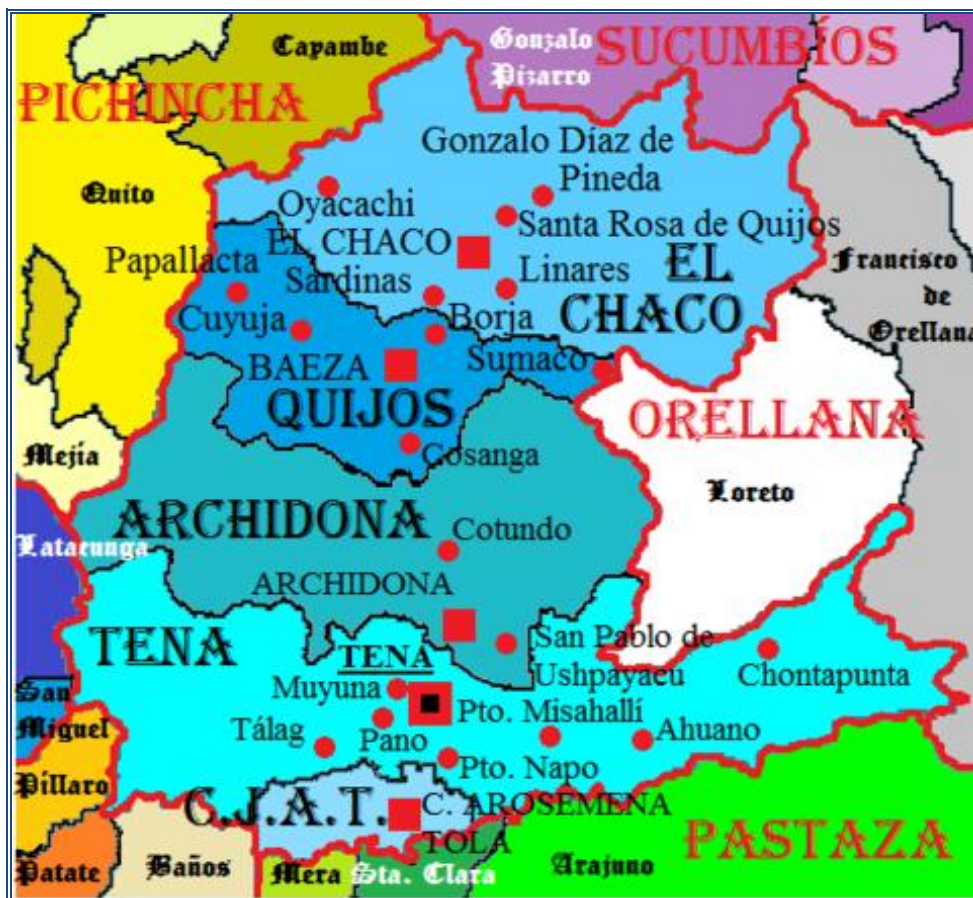 Cayambe
Gonzalo
Pizarro
SUCUMBÍOS
PICHINCHA
Gonzalo Díaz de
Pineda
Quito
Oyacachi
Santa Rosa de Quijos
EL CHACO
Papallacta
Sardinas
Linares
EL
CHACO
Francisco
de
Orellana
Cuyuja
Borja
BAEZA
Sumaco
QUIJOS
ORELLANA
Mejía
Cosanga
Loreto
ARCHIDONA
Cotundo
Latacunga
ARCHIDONA
TENA
TENA
San Pablo de
Ushpayacu
Chontapunta
Muyuna
San
Miguel
Pto. Misahallí
Tálag
Pano
Ahuano
Pto. Napo
Píllaro
C.J.A.T.
C. AROSEMENA
TOLA
PASTAZA
Patate
Baños
Mera
Sta. Clara
Arajuno